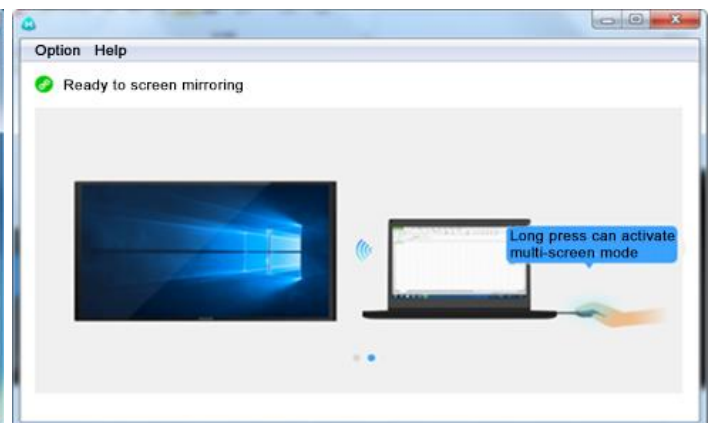 Option Help
Ready to screen mirroring
Long press can activate
multi-screen mode